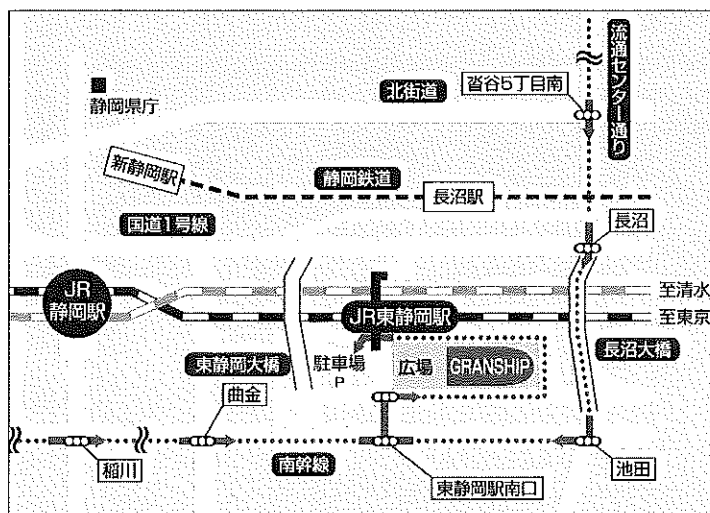 流通センター通り
沓谷5丁目南
北街道
静岡県庁
新静岡駅
静岡鉄道
長沼駅
国道1号線
長沼
JR
静岡駅
至清水
JR東静岡駅
至東京
東静岡大橋
駐車場
P
広場
GRANSHIP
長沼大橋
曲金
稲川
南幹線
東静岡駅南口
池田